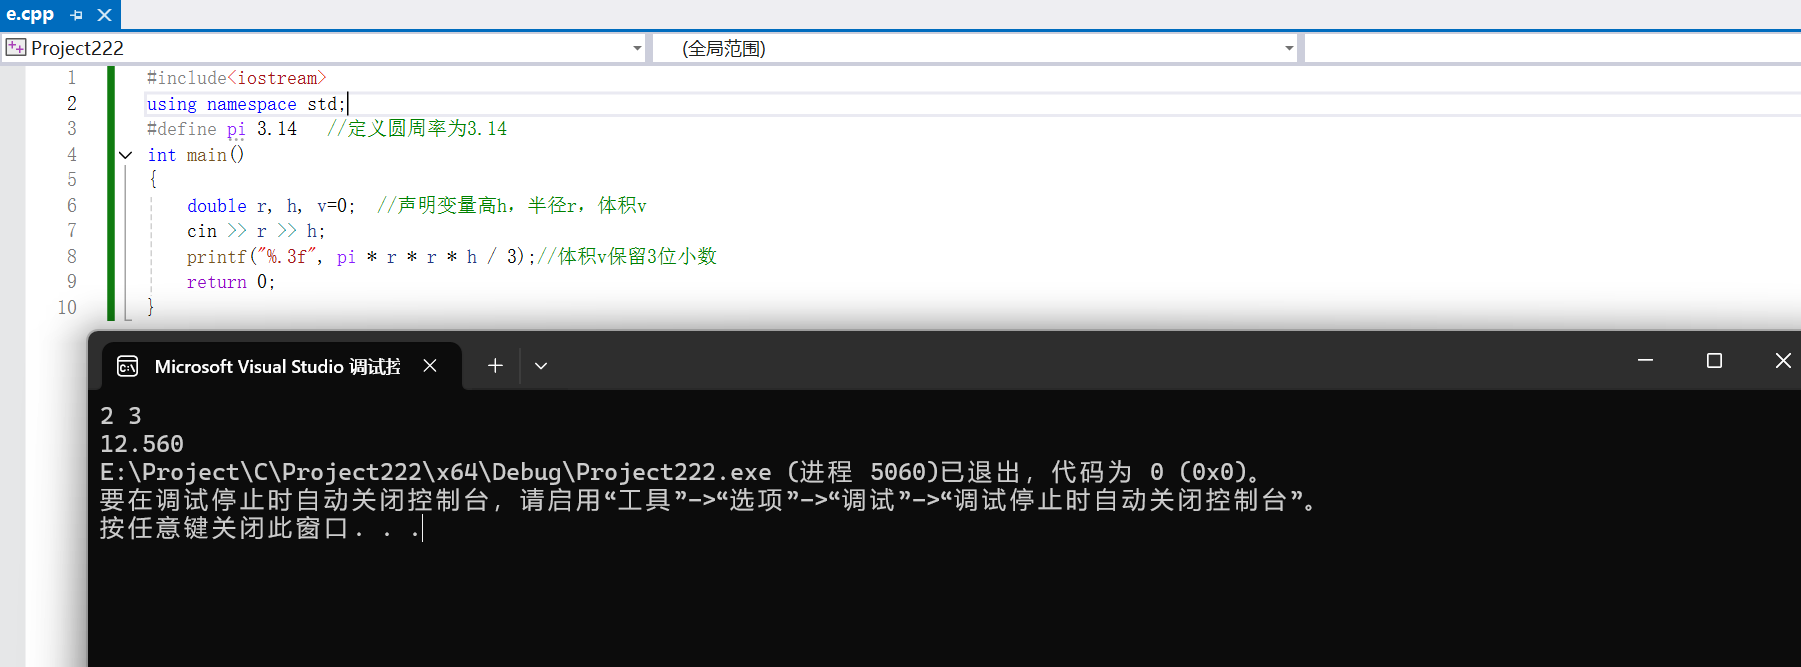 e.cpp
Project222
(全局范围)
1 #include<iostream>
2 using namespace std;
3 #define pi 3.14 //定义圆周率为3.14
4 int main()
5 {
6 double r, h, v=0; //声明变量高h，半径r，体积v
7 cin >> r >> h;
8 printf("%.3f", pi * r * r * h / 3);//体积v保留3位小数
9 return 0;
10 }
Microsoft Visual Studio 调试控
2 3
12.560
E:\Project\C\Project222\x64\Debug\Project222.exe (进程 5060)已退出，代码为 0 (0x0)。
要在调试停止时自动关闭控制台，请启用“工具”->“选项”->“调试”->“调试停止时自动关闭控制台”。
按任意键关闭此窗口. . .